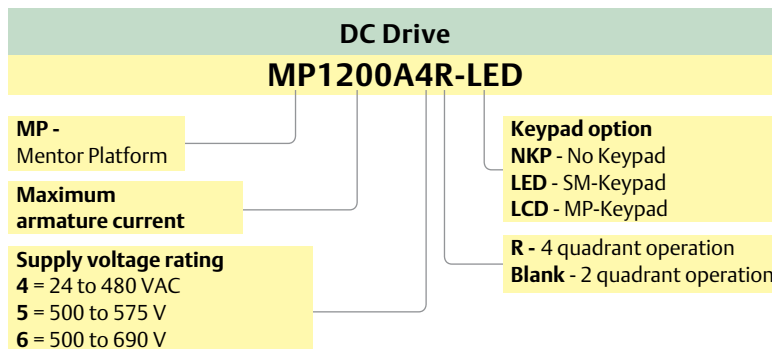 DC Drive
MP1200A4R-LED
MP -
Mentor Platform
Maximum
armature current
Supply voltage rating
4 = 24 to 480 VAC
5 = 500 to 575 V
6 = 500 to 690 V
Keypad option
NKP - No Keypad
LED - SM-Keypad
LCD - MP-Keypad
R - 4 quadrant operation
Blank - 2 quadrant operation